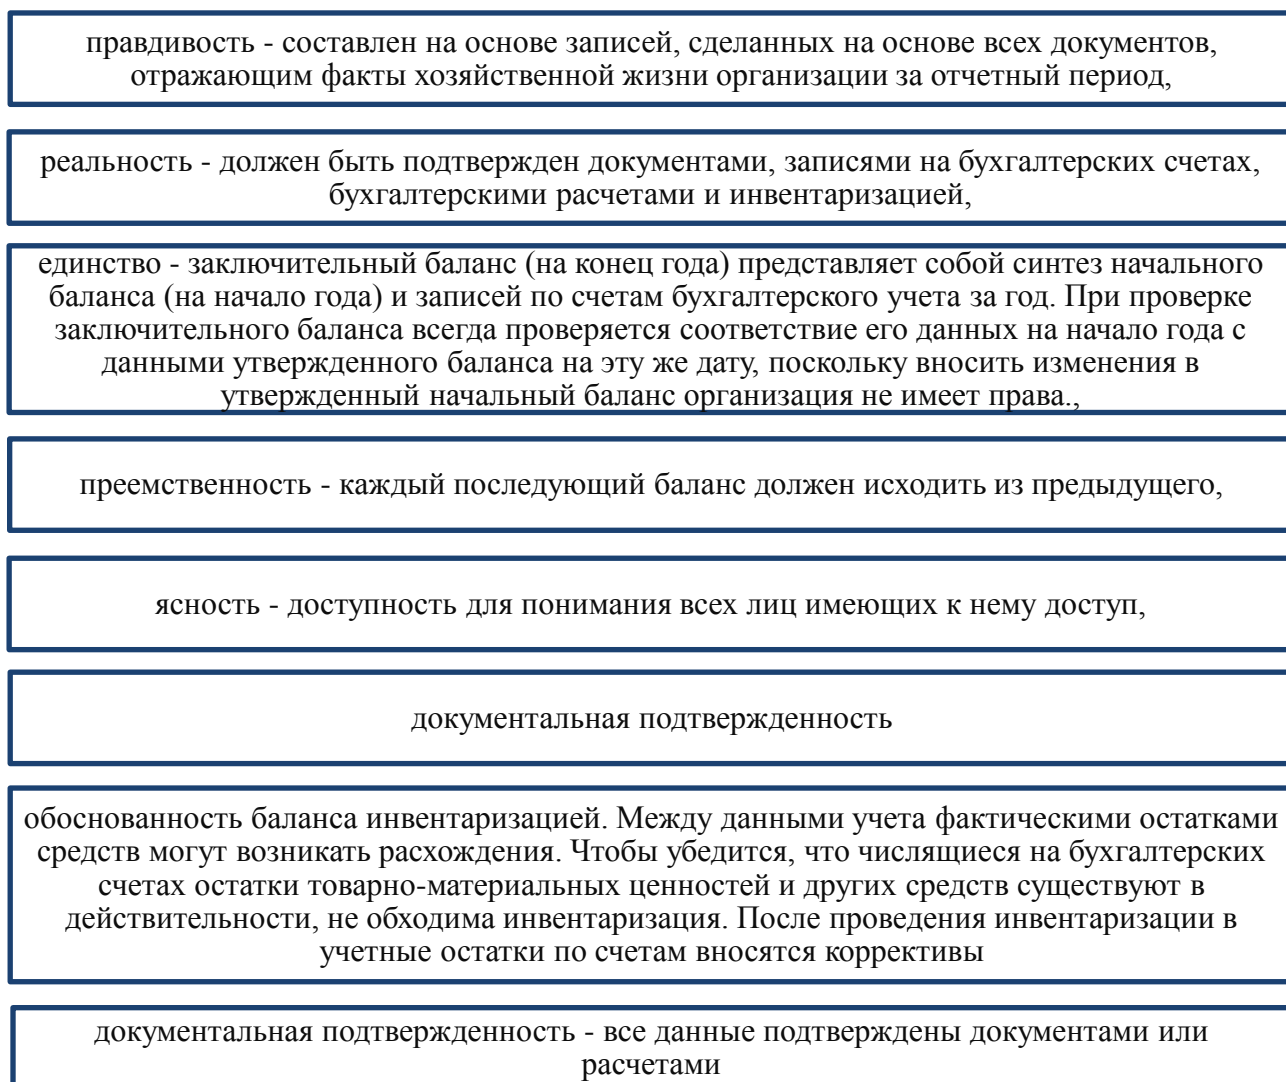 правдивость - составлен на основе записей, сделанных на основе всех документов,
отражающим факты хозяйственной жизни организации за отчетный период,
реальность - должен быть подтвержден документами, записями на бухгалтерских счетах,
бухгалтерскими расчетами и инвентаризацией,
единство - заключительный баланс (на конец года) представляет собой синтез начального
баланса (на начало года) и записей по счетам бухгалтерского учета за год. При проверке
заключительного баланса всегда проверяется соответствие его данных на начало года с
данными утвержденного баланса на эту же дату, поскольку вносить изменения в
утвержденный начальный баланс организация не имеет права.,
преемственность - каждый последующий баланс должен исходить из предыдущего,
ясность - доступность для понимания всех лиц имеющих к нему доступ,
документальная подтвержденность
обоснованность баланса инвентаризацией. Между данными учета фактическими остатками
средств могут возникать расхождения. Чтобы убедится, что числящиеся на бухгалтерских
счетах остатки товарно-материальных ценностей и других средств существуют в
действительности, не обходима инвентаризация. После проведения инвентаризации в
учетные остатки по счетам вносятся коррективы
документальная подтвержденность - все данные подтверждены документами или
расчетами